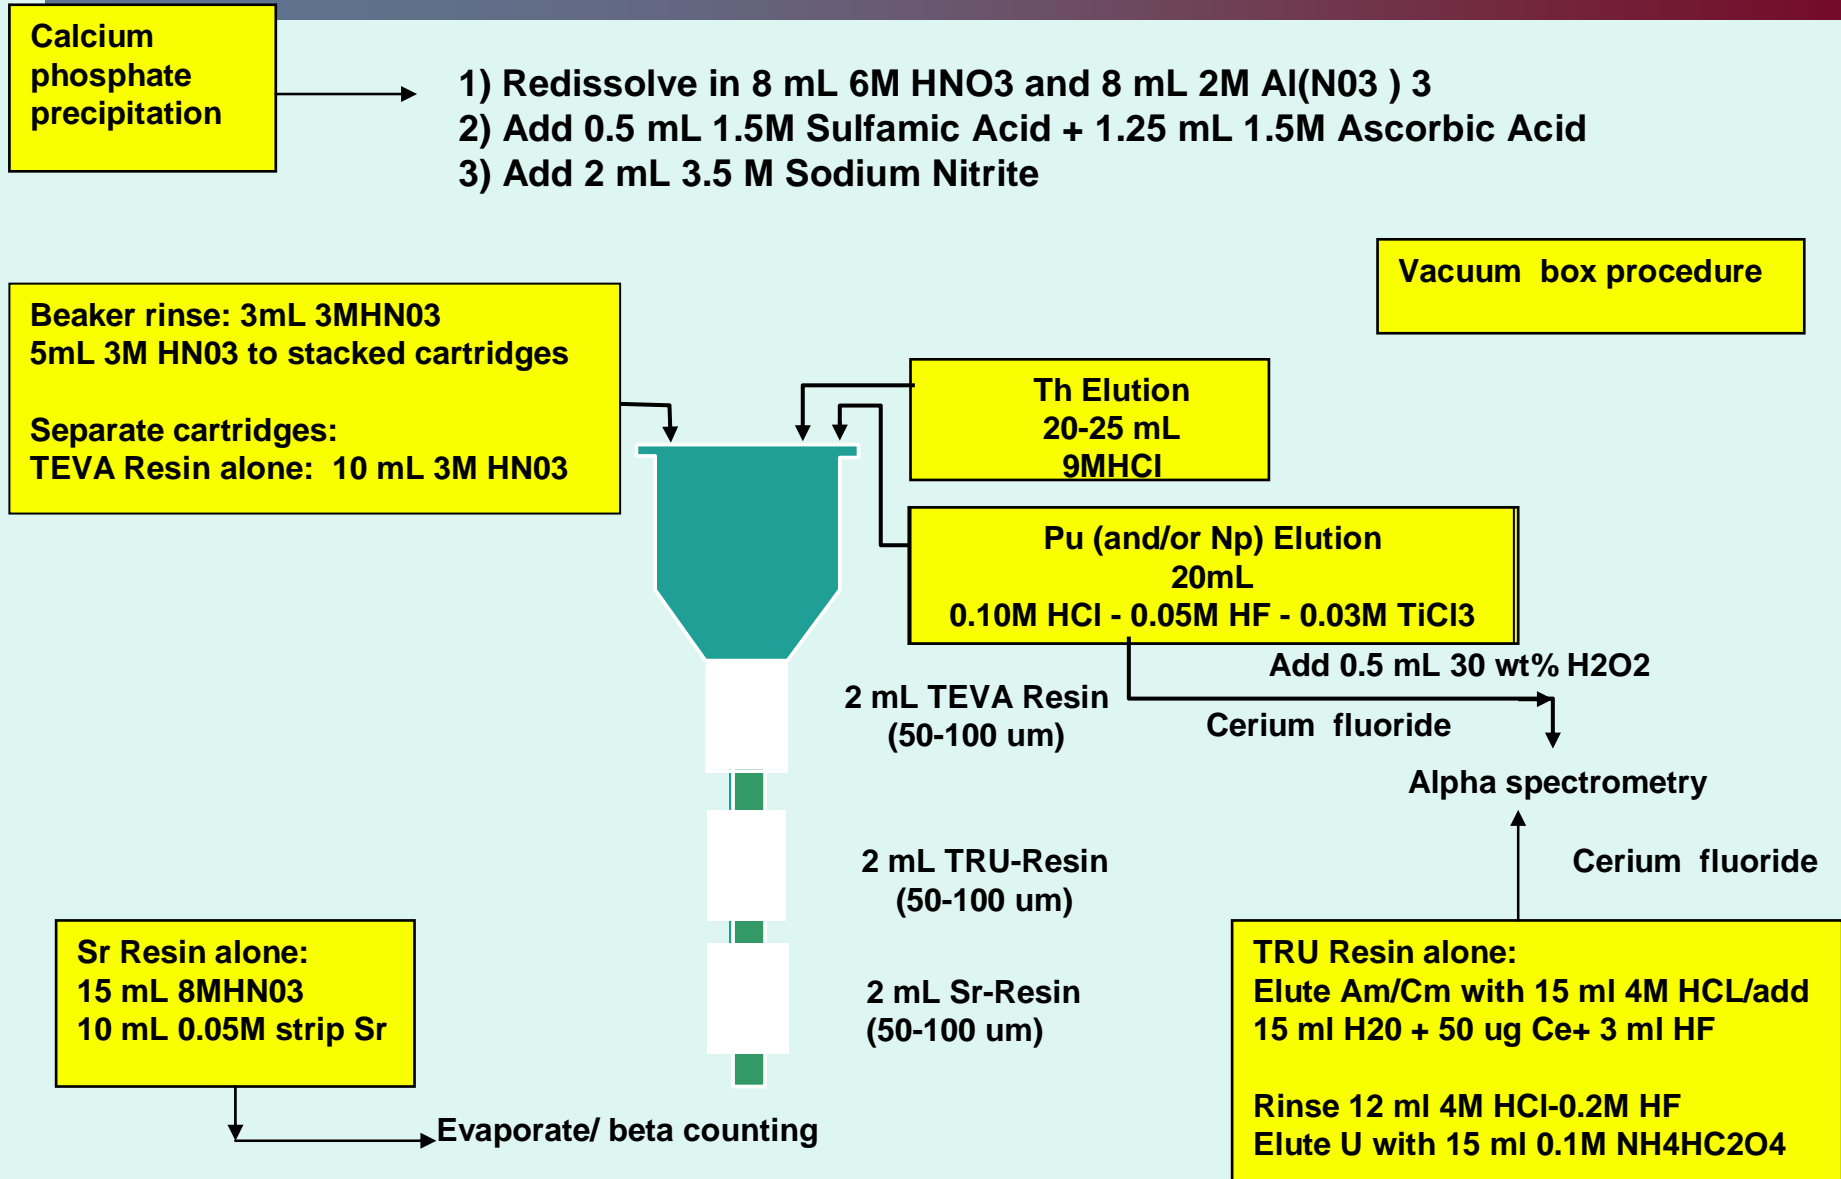 Calcium
phosphate
precipitation
1) Redissolve in 8 mL 6M HNO3 and 8 mL 2M Al(N03 ) 3
2) Add 0.5 mL 1.5M Sulfamic Acid + 1.25 mL 1.5M Ascorbic Acid
3) Add 2 mL 3.5 M Sodium Nitrite
Vacuum box procedure
Beaker rinse: 3mL 3MHN03
5mL 3M HN03 to stacked cartridges
Separate cartridges:
TEVA Resin alone: 10 mL 3M HN03
Th Elution
20-25 mL
9MHCl
Pu (and/or Np) Elution
20mL
0.10M HCl - 0.05M HF - 0.03M TiCl3
Add 0.5 mL 30 wt% H2O2
Cerium fluoride
Alpha spectrometry
2 mL TEVA Resin
(50-100 um)
2 mL TRU-Resin
(50-100 um)
2 mL Sr-Resin
(50-100 um)
Cerium fluoride
Sr Resin alone:
15 mL 8MHN03
10 mL 0.05M strip Sr
Evaporate/ beta counting
TRU Resin alone:
Elute Am/Cm with 15 ml 4M HCL/add
15 ml H20 + 50 ug Ce+ 3 ml HF
Rinse 12 ml 4M HCl-0.2M HF
Elute U with 15 ml 0.1M NH4HC2O4